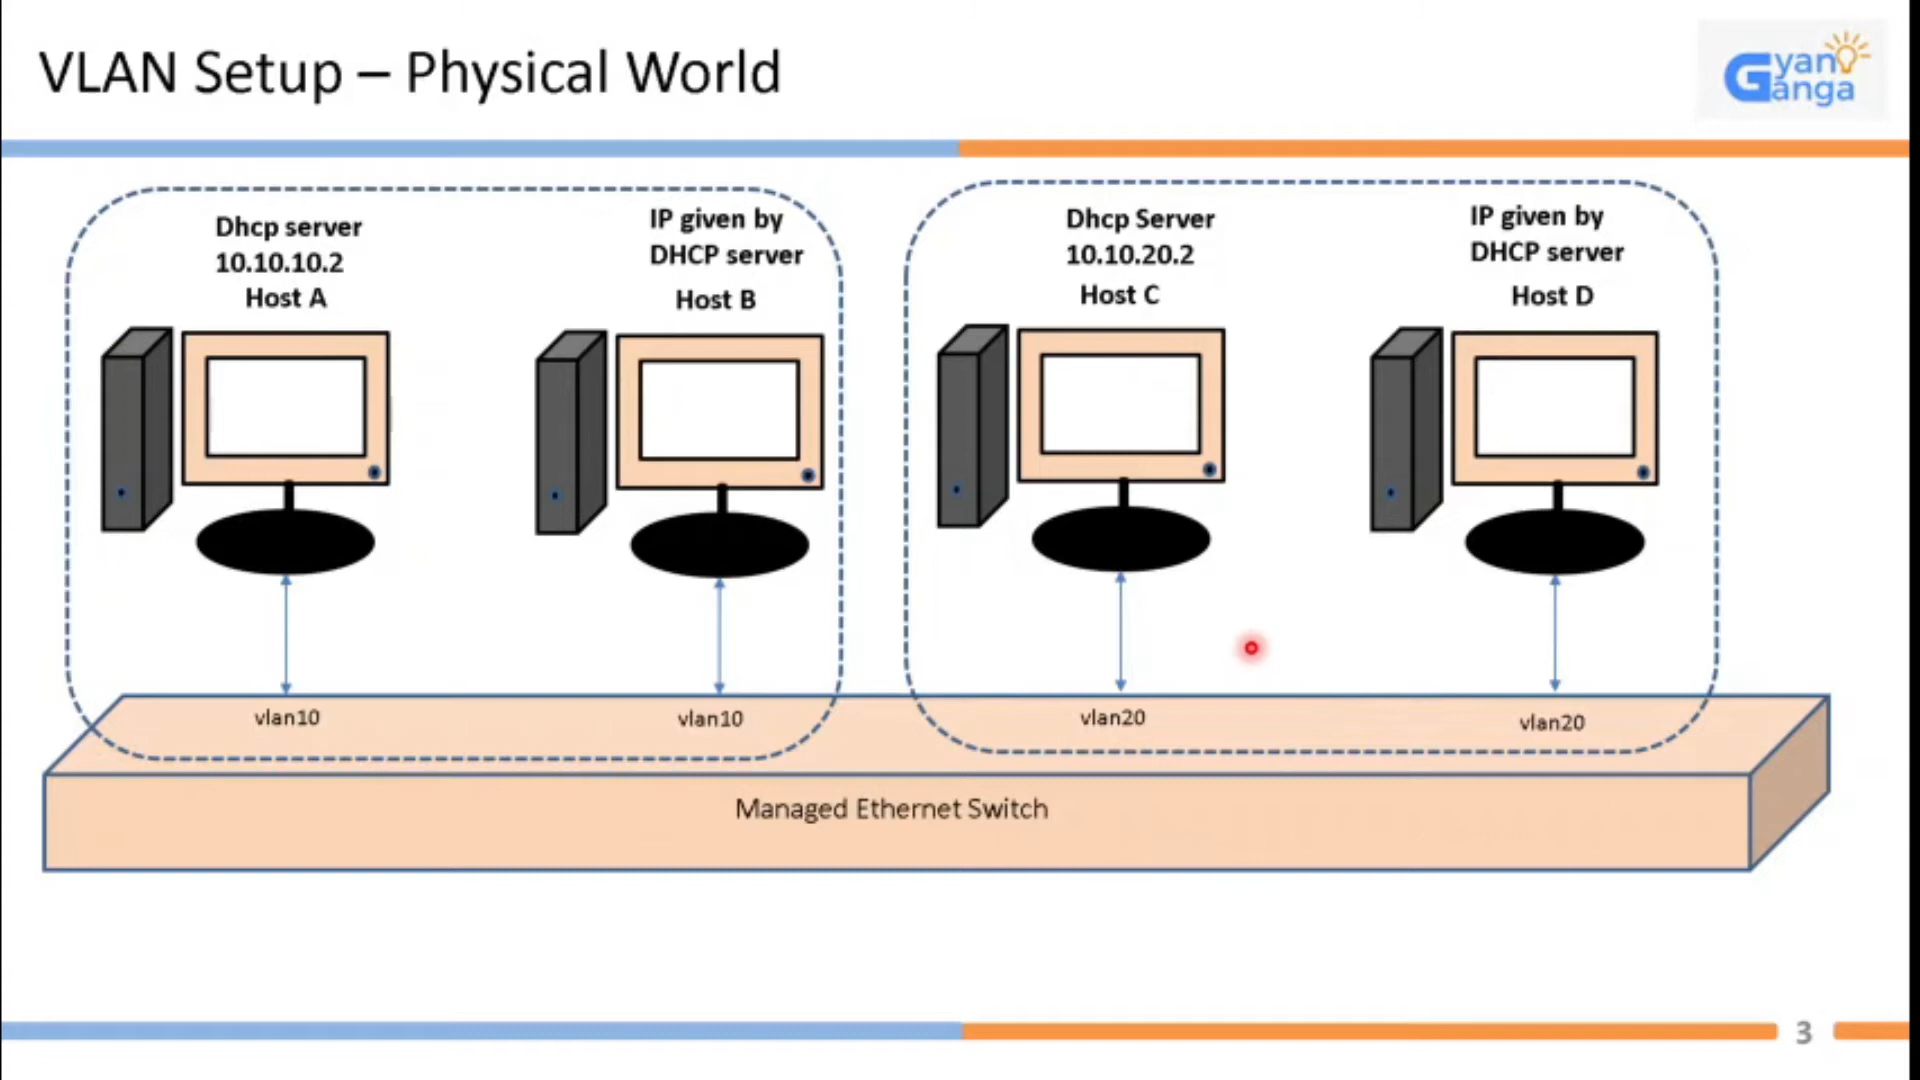 VLAN Setup – Physical World
Gyan
Ganga
Dhcp server
10.10.10.2
Host A
IP given by
DHCP server
Host B
Dhcp Server
10.10.20.2
Host C
IP given by
DHCP server
Host D
vlan10
vlan10
vlan20
vlan20
Managed Ethernet Switch
3